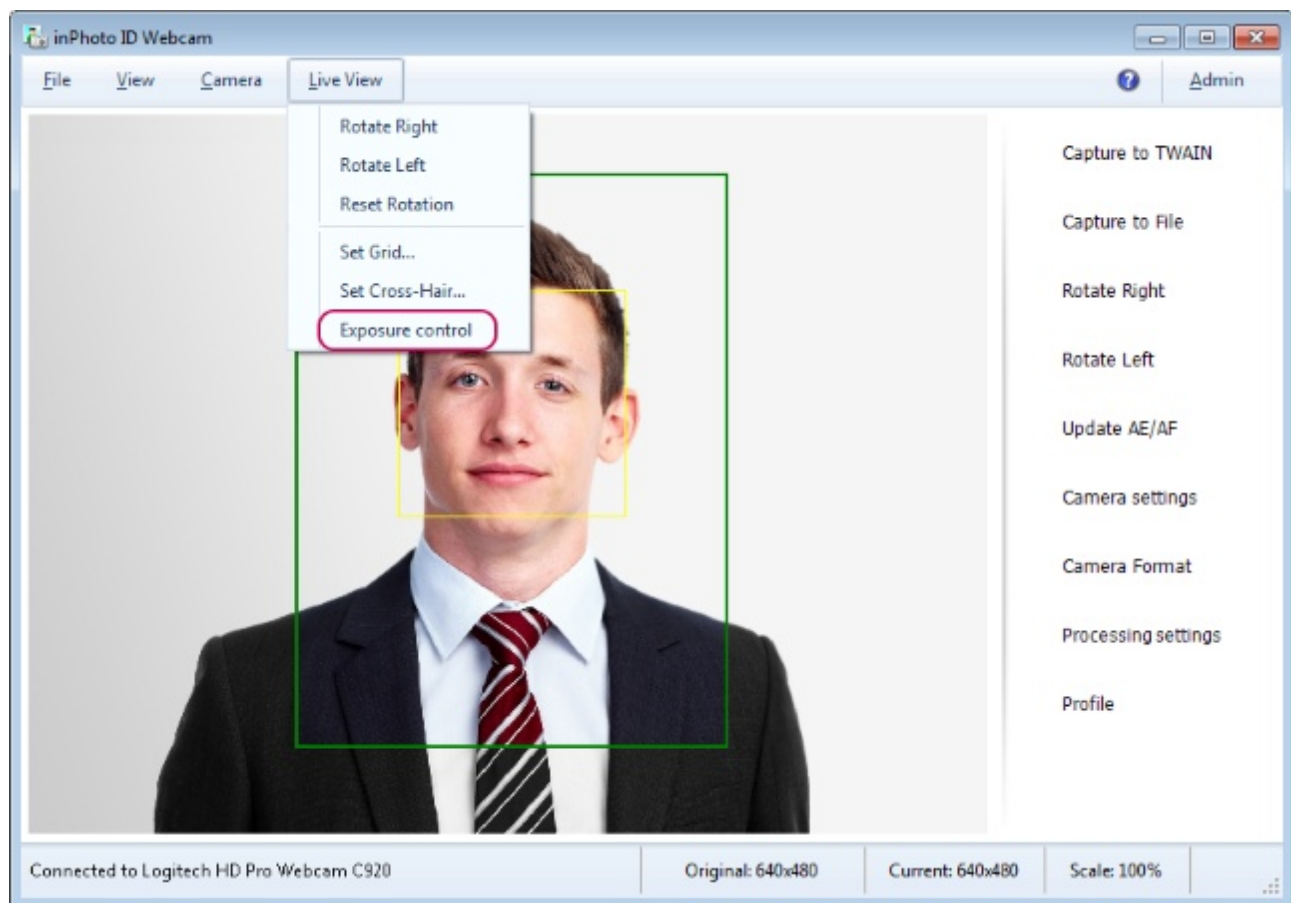 inPhoto ID Webcam
File View Camera Live View ? Admin
Rotate Right
Rotate Left
Reset Rotation
Set Grid...
Set Cross-Hair...
Exposure control
Capture to TWAIN
Capture to File
Rotate Right
Rotate Left
Update AE/AF
Camera settings
Camera Format
Processing settings
Profile
Connected to Logitech HD Pro Webcam C920 Original: 640x480 Current: 640x480 Scale: 100%